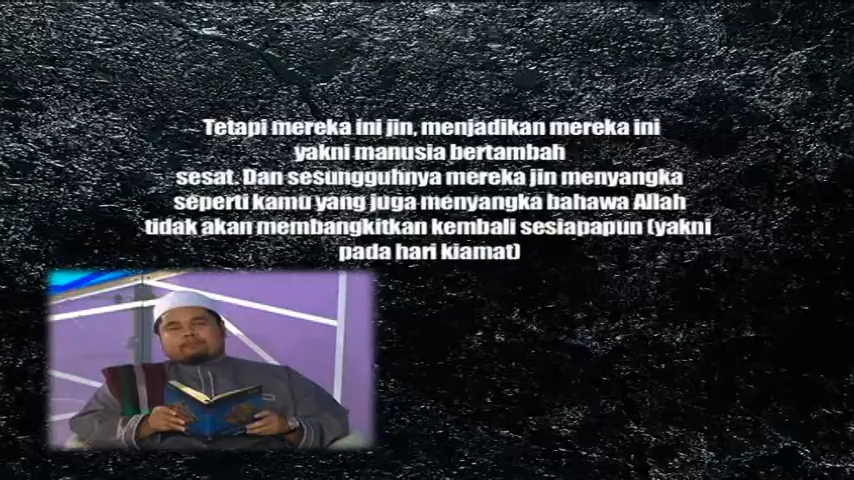 Tetapi mereka ini jin, menjadikan mereka ini
yakni manusia bertambah
sesat. Dan sesungguhnya mereka jin menyangka
seperti kamu yang juga menyangka bahawa Allah
tidak akan membangkitkan kembali sesiapapun (yakni
pada hari kiamat)